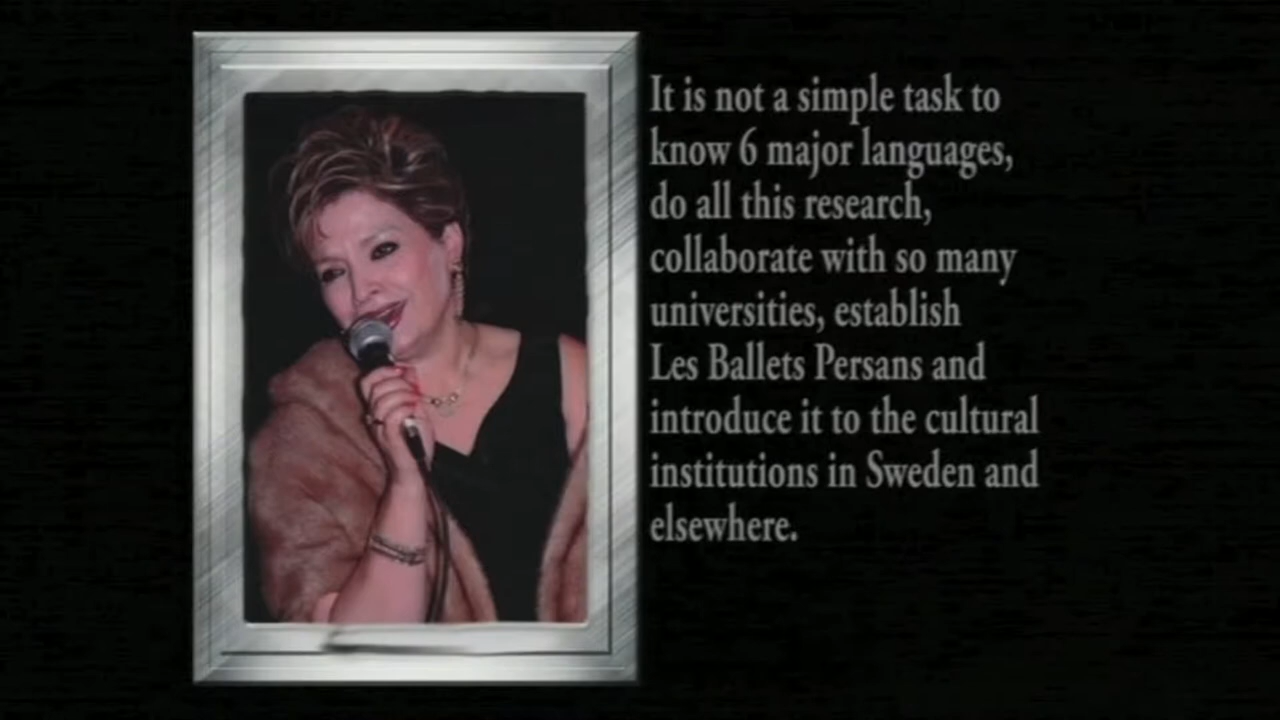 It is not a simple task to
know 6 major languages,
do all this research,
collaborate with so many
universities, establish
Les Ballets Persans and
introduce it to the cultural
institutions in Sweden and
elsewhere.